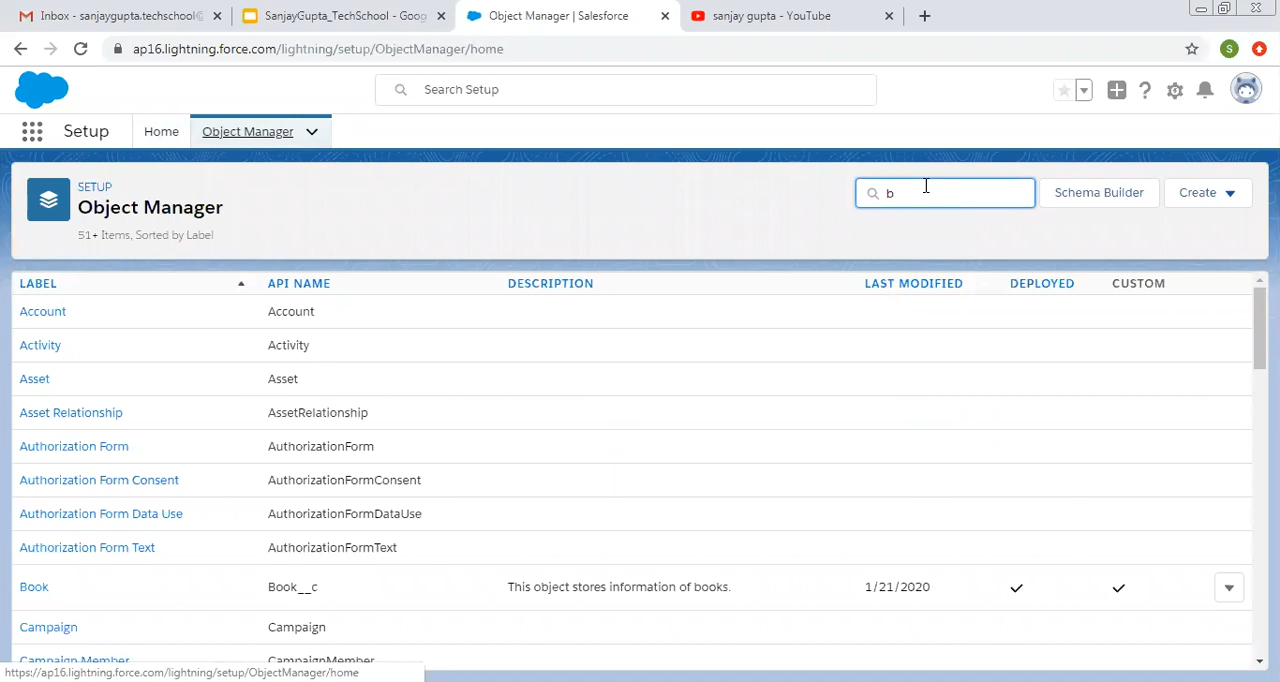 Inbox - sanjaygupta.techschool@ SanjayGupta_TechSchool - Goog Object Manager | Salesforce sanjay gupta - YouTube
ap16.lightning.force.com/lightning/setup/ObjectManager/home S
Search Setup
Setup Home Object Manager
SETUP
Object Manager
51+ Items, Sorted by Label
b
Schema Builder
Create
LABEL API NAME DESCRIPTION LAST MODIFIED DEPLOYED CUSTOM
Account Account
Activity Activity
Asset Asset
Asset Relationship AssetRelationship
Authorization Form AuthorizationForm
Authorization Form Consent AuthorizationFormConsent
Authorization Form Data Use AuthorizationFormDataUse
Authorization Form Text AuthorizationFormText
Book Book__c This object stores information of books. 1/21/2020
Campaign Campaign
Campaign Member CampaignMember
https://ap16.lightning.force.com/lightning/setup/ObjectManager/home